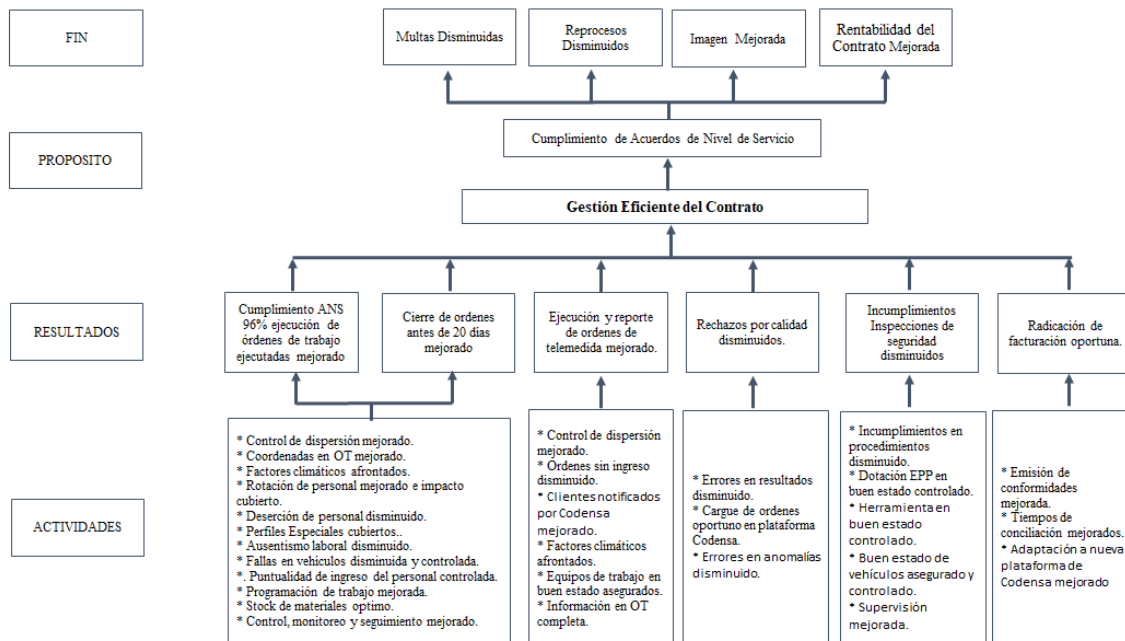 FIN
Multas Disminuidas
Reprocesos
Disminuidos
Imagen Mejorada
Rentabilidad del
Contrato Mejorada
PROPOSITO
Cumplimiento de Acuerdos de Nivel de Servicio
Gestión Eficiente del Contrato
RESULTADOS
Cumplimiento ANS
96% ejecución de
órdenes de trabajo
ejecutadas mejorado
Cierre de ordenes
antes de 20 días
mejorado
Ejecución y reporte
de ordenes de
telemedida mejorado.
Rechazos por calidad
disminuidos.
Incumplimientos
Inspecciones de
seguridad
disminuidos
Radicación de
facturación oportuna.
ACTIVIDADES
* Control de dispersión mejorado.
* Coordenadas en OT mejorado.
* Factores climáticos afrontados.
* Rotación de personal mejorado e impacto
cubierto.
* Deserción de personal disminuido.
* Perfiles Especiales cubiertos..
* Ausentismo laboral disminuido.
* Fallas en vehículos disminuida y controlada.
*. Puntualidad de ingreso del personal controlada.
* Programación de trabajo mejorada.
* Stock de materiales optimo.
* Control, monitoreo y seguimiento mejorado.
* Control de dispersión
mejorado.
* Ordenes sin ingreso
disminuido.
* Clientes notificados
por Codensa
mejorado.
* Factores climáticos
afrontados.
* Equipos de trabajo en
buen estado asegurados.
* Información en OT
completa.
* Errores en resultados
disminuido.
* Cargue de ordenes
oportuno en plataforma
Codensa.
* Errores en anomalías
disminuido.
* Incumplimientos en
procedimientos
disminuido.
* Dotación EPP en
buen estado controlado.
* Herramienta en
buen estado
controlado.
* Buen estado de
vehículos asegurado y
controlado.
* Supervisión
mejorada.
* Emisión de
conformidades
mejorada.
* Tiempos de
conciliación mejorados.
* Adaptación a nueva
plataforma de
Codensa mejorado